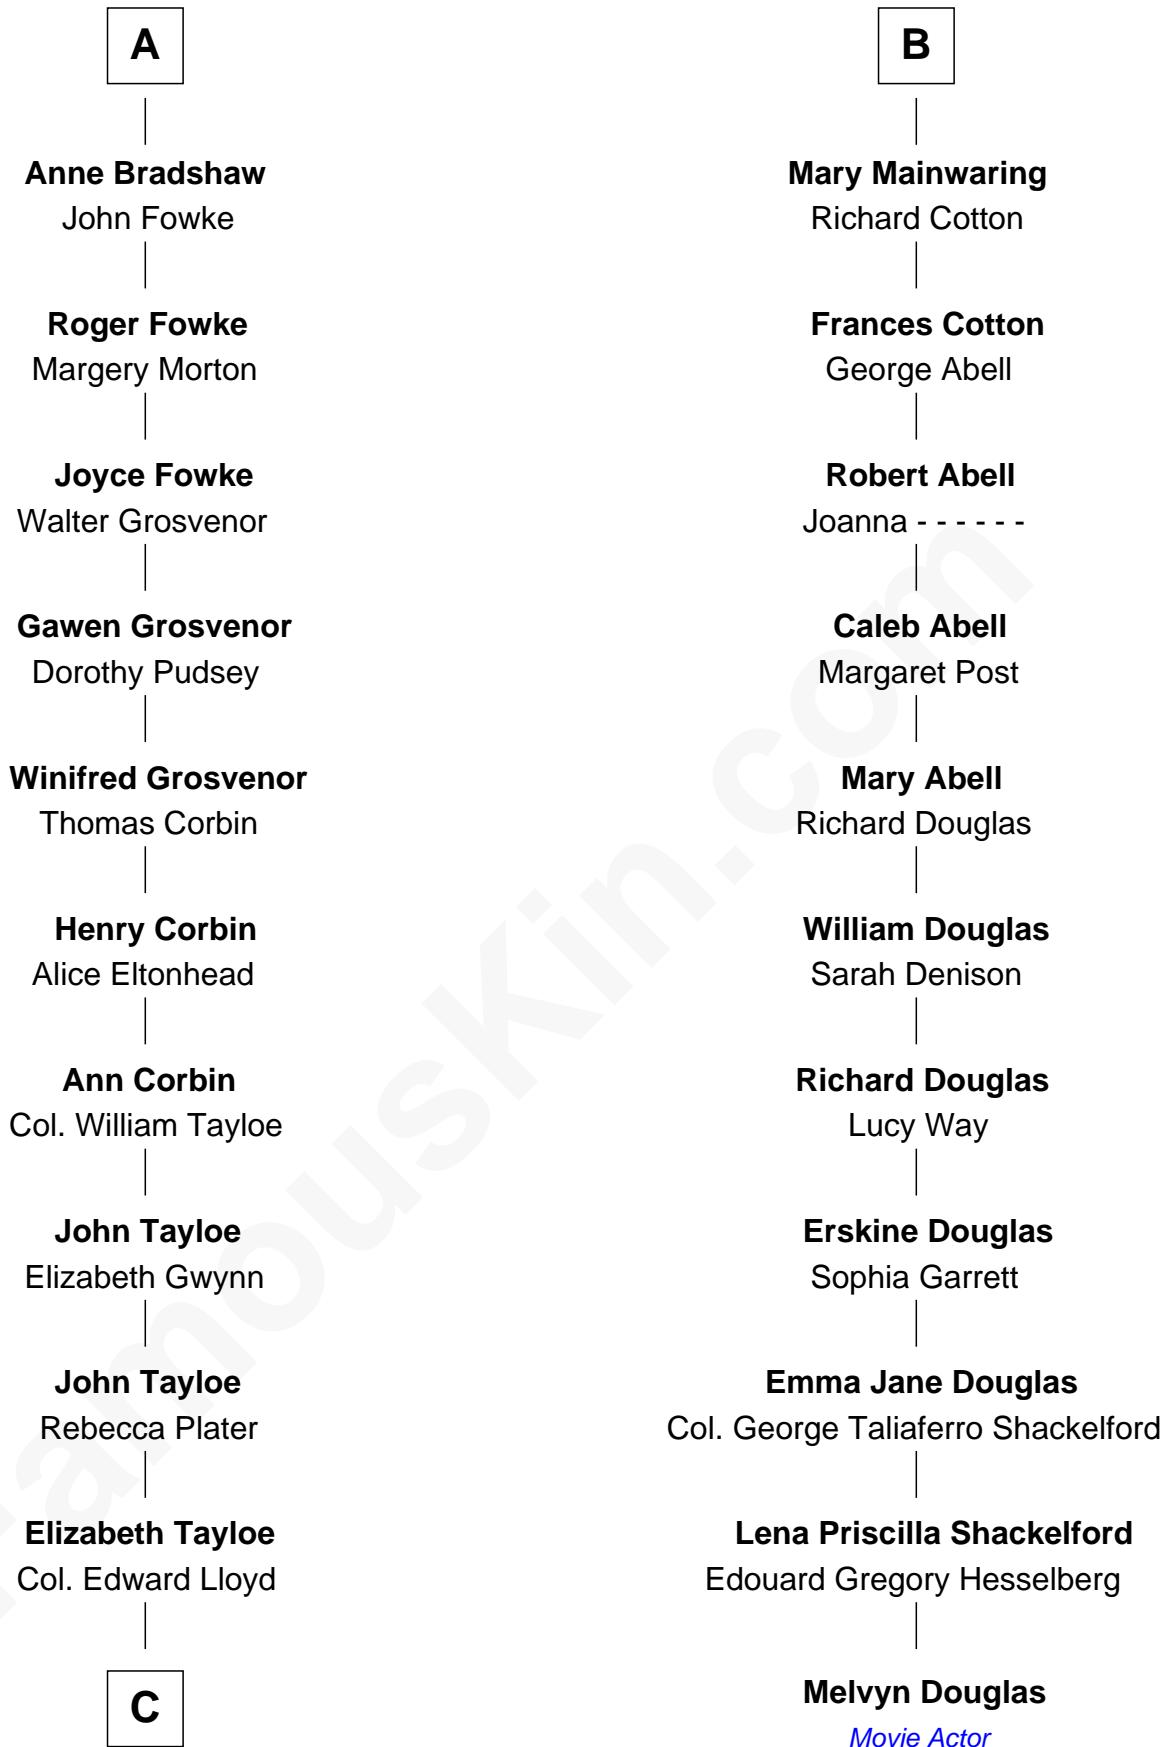 A
Anne Bradshaw
John Fowke
Roger Fowke
Margery Morton
Joyce Fowke
Walter Grosvenor
Gawen Grosvenor
Dorothy Pudsey
Winifred Grosvenor
Thomas Corbin
Henry Corbin
Alice Eltonhead
Ann Corbin
Col. William Tayloe
John Tayloe
Elizabeth Gwynn
John Tayloe
Rebecca Plater
Elizabeth Tayloe
Col. Edward Lloyd
C
B
Mary Mainwaring
Richard Cotton
Frances Cotton
George Abell
Robert Abell
Joanna - - - - - -
Caleb Abell
Margaret Post
Mary Abell
Richard Douglas
William Douglas
Sarah Denison
Richard Douglas
Lucy Way
Erskine Douglas
Sophia Garrett
Emma Jane Douglas
Col. George Taliaferro Shackelford
Lena Priscilla Shackelford
Edouard Gregory Hesselberg
Melvyn Douglas
Movie Actor
FamousKin.com